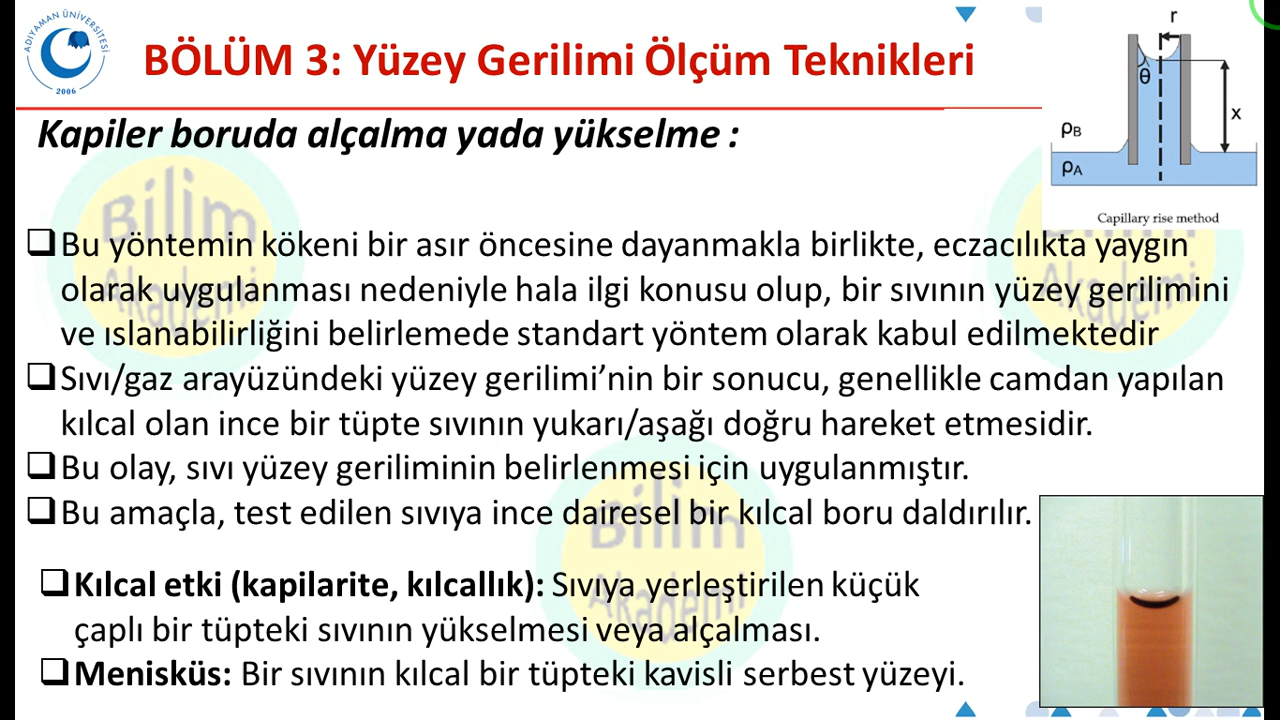 ADIYAMAN ÜNİVERSİTESİ
2006
BÖLÜM 3: Yüzey Gerilimi Ölçüm Teknikleri
Kapiler boruda alçalma yada yükselme :
r
θ
x
ρB
ρA
Capillary rise method
Bu yöntemin kökeni bir asır öncesine dayanmakla birlikte, eczacılıkta yaygın
olarak uygulanması nedeniyle hala ilgi konusu olup, bir sıvının yüzey gerilimini
ve ıslanabilirliğini belirlemede standart yöntem olarak kabul edilmektedir
Sıvı/gaz arayüzündeki yüzey gerilimi’nin bir sonucu, genellikle camdan yapılan
kılcal olan ince bir tüpte sıvının yukarı/aşağı doğru hareket etmesidir.
Bu olay, sıvı yüzey geriliminin belirlenmesi için uygulanmıştır.
Bu amaçla, test edilen sıvıya ince dairesel bir kılcal boru daldırılır.
Kılcal etki (kapilarite, kılcallık): Sıvıya yerleştirilen küçük
çaplı bir tüpteki sıvının yükselmesi veya alçalması.
Menisküs: Bir sıvının kılcal bir tüpteki kavisli serbest yüzeyi.
Bilim
Akademi
Bilim
Akademi
Akademi